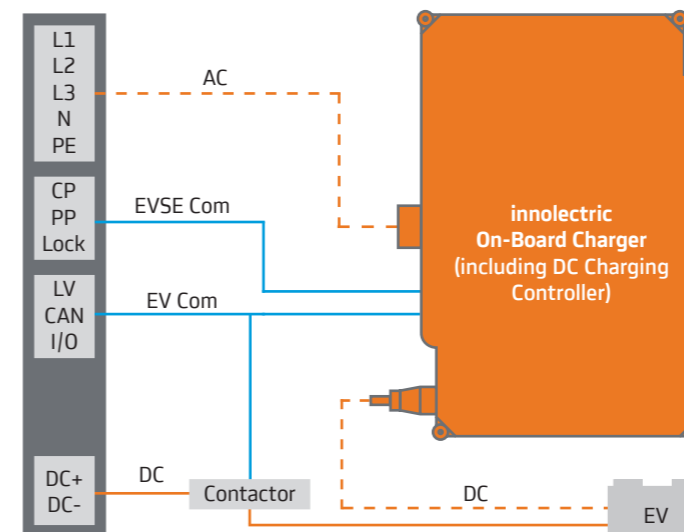 L1
L2
L3
N
PE
AC
CP
PP
Lock
EVSE Com
LV
CAN
I/O
EV Com
innolectric
On-Board Charger
(including DC Charging
Controller)
DC+
DC-
DC
Contactor
DC
EV